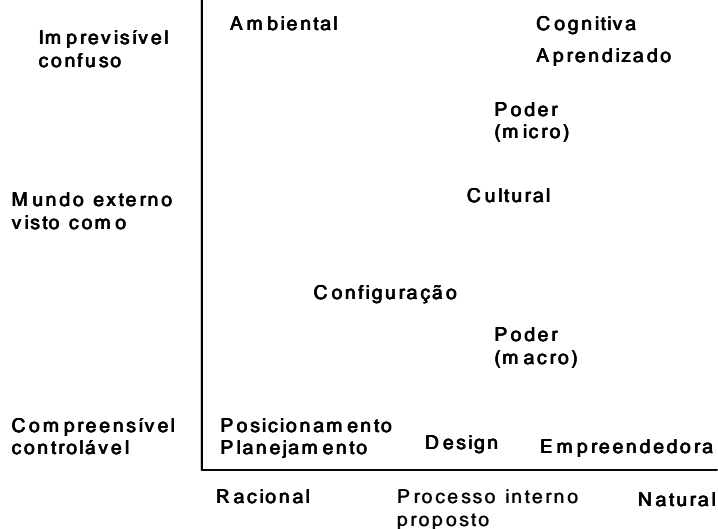 Imprevisível
confuso
Ambiental
Cognitiva
Aprendizado
Poder
(micro)
Mundo externo
visto como
Cultural
Configuração
Poder
(macro)
Compreensível
controlável
Posicionamento
Planejamento
Design
Empreendedora
Racional
Processo interno
proposto
Natural